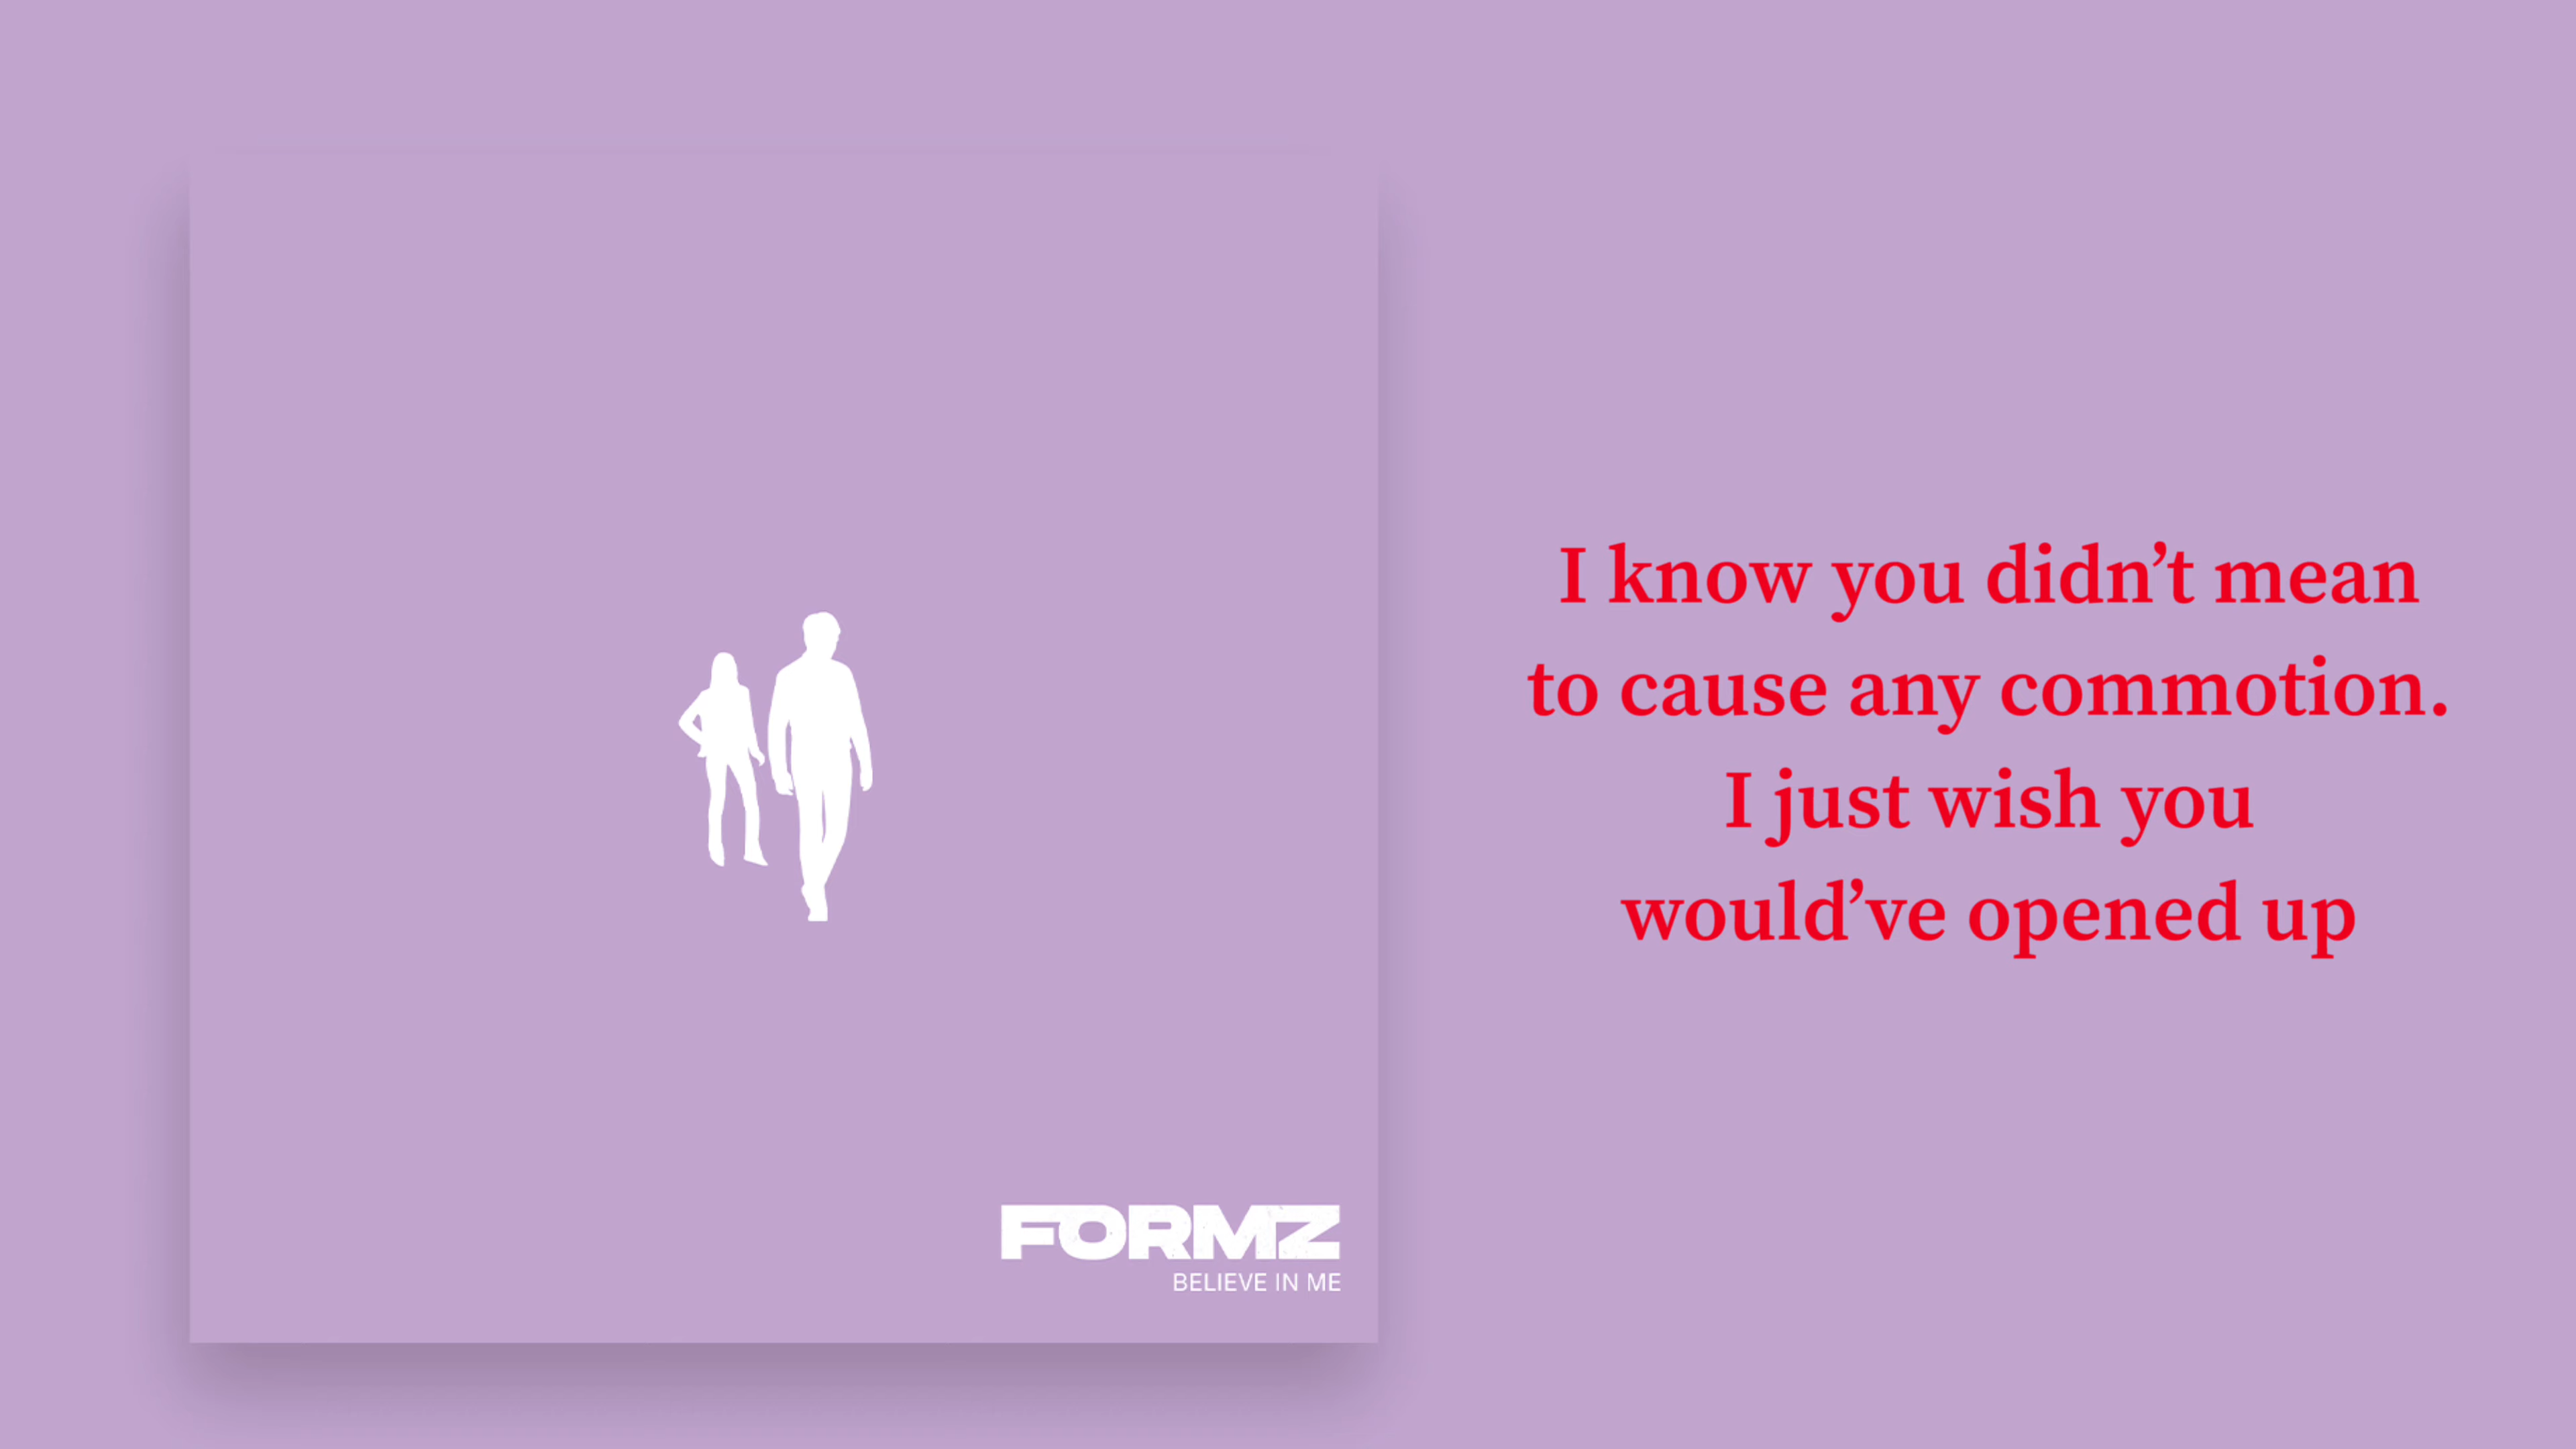 I know you didn’t mean
to cause any commotion.
I just wish you
would’ve opened up
FORMZ
BELIEVE IN ME